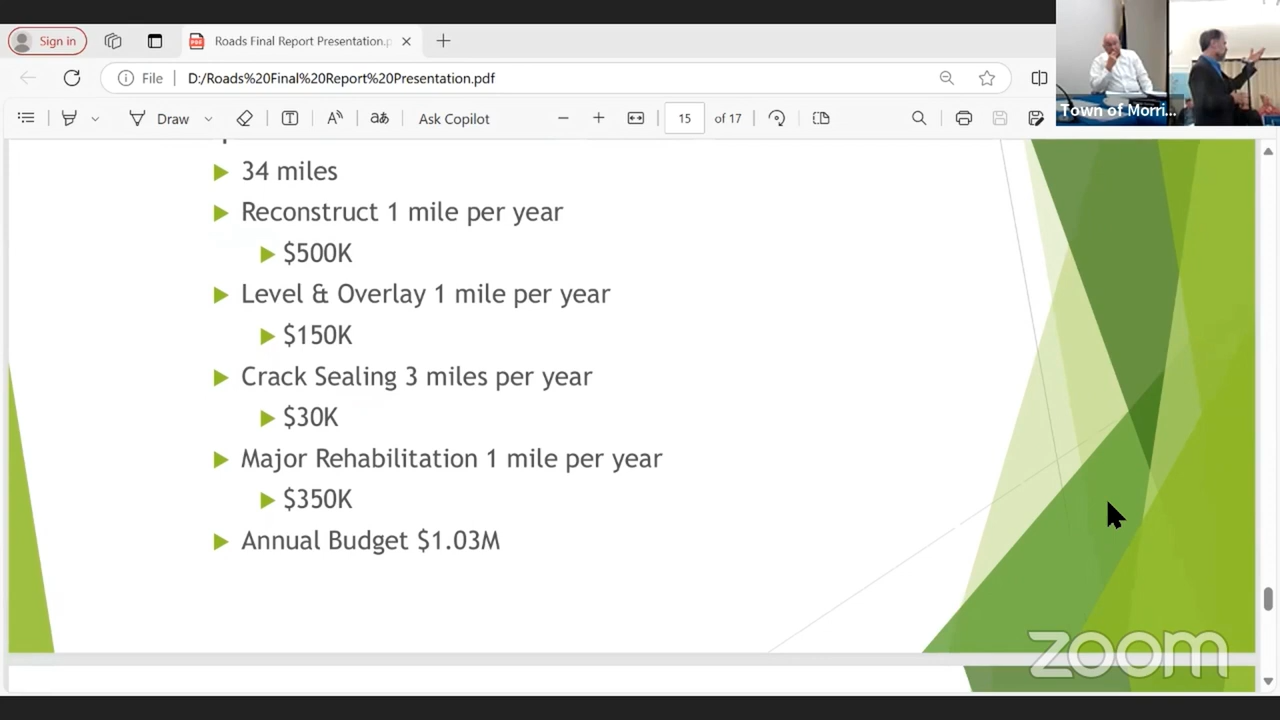 Sign in
Roads Final Report Presentation.p
File
D:/Roads%20Final%20Report%20Presentation.pdf
Draw
Ask Copilot
15 of 17
Town of Morri...
34 miles
Reconstruct 1 mile per year
$500K
Level & Overlay 1 mile per year
$150K
Crack Sealing 3 miles per year
$30K
Major Rehabilitation 1 mile per year
$350K
Annual Budget $1.03M
zoom